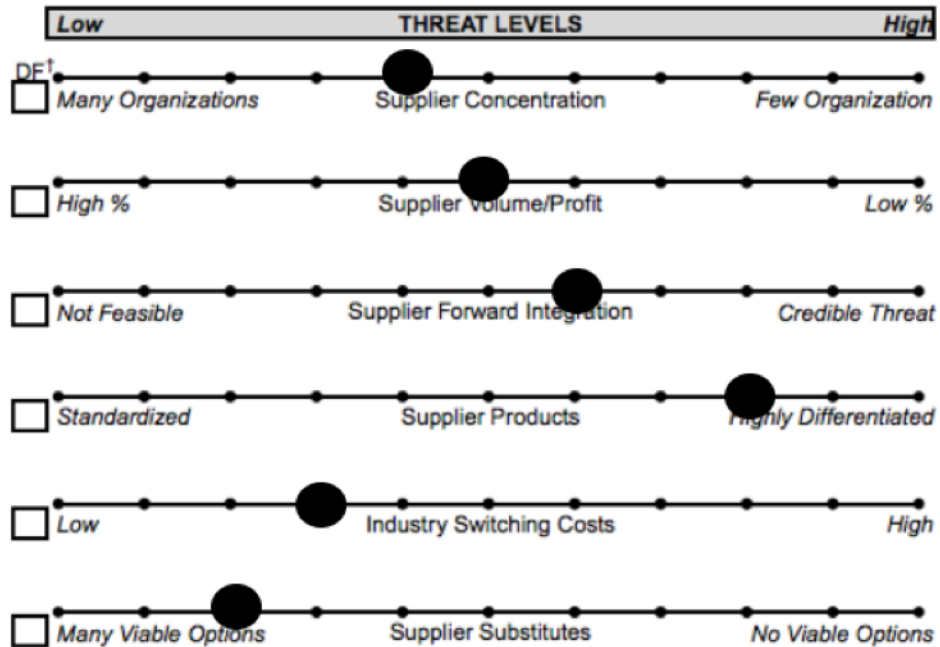 Low THREAT LEVELS High
DF†
Many Organizations Supplier Concentration Few Organization
High % Supplier Volume/Profit Low %
Not Feasible Supplier Forward Integration Credible Threat
Standardized Supplier Products Highly Differentiated
Low Industry Switching Costs High
Many Viable Options Supplier Substitutes No Viable Options